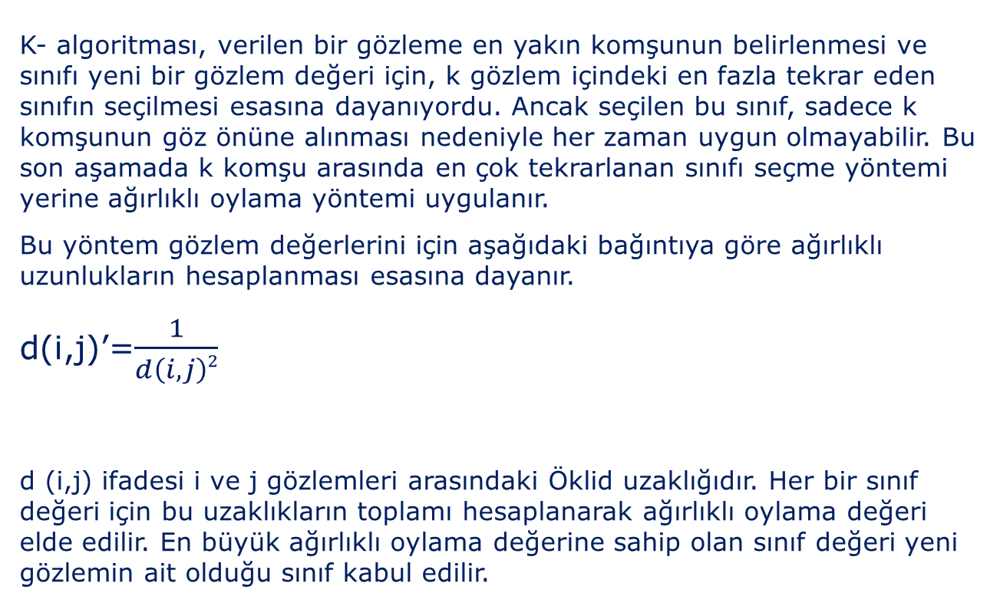 K- algoritması, verilen bir gözleme en yakın komşunun belirlenmesi ve
sınıfı yeni bir gözlem değeri için, k gözlem içindeki en fazla tekrar eden
sınıfın seçilmesi esasına dayanıyordu. Ancak seçilen bu sınıf, sadece k
komşunun göz önüne alınması nedeniyle her zaman uygun olmayabilir. Bu
son aşamada k komşu arasında en çok tekrarlanan sınıfı seçme yöntemi
yerine ağırlıklı oylama yöntemi uygulanır.
Bu yöntem gözlem değerlerini için aşağıdaki bağıntıya göre ağırlıklı
uzunlukların hesaplanması esasına dayanır.
d(i,j)′=1/d(i,j)²
d (i,j) ifadesi i ve j gözlemleri arasındaki Öklid uzaklığıdır. Her bir sınıf
değeri için bu uzaklıkların toplamı hesaplanarak ağırlıklı oylama değeri
elde edilir. En büyük ağırlıklı oylama değerine sahip olan sınıf değeri yeni
gözlemin ait olduğu sınıf kabul edilir.